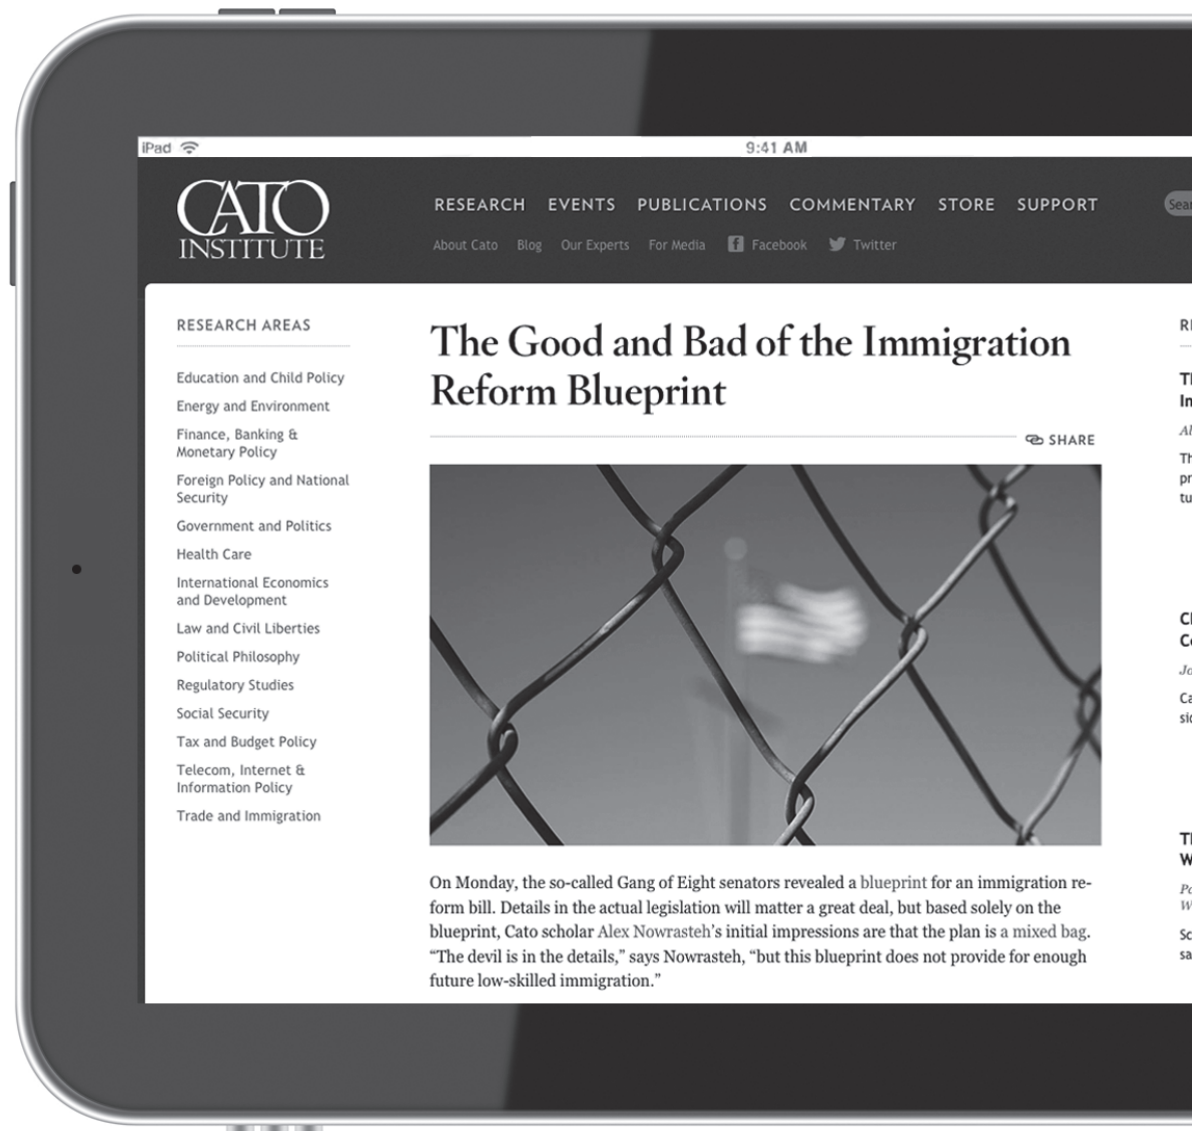 iPad
9:41 AM
CATO
INSTITUTE
RESEARCH EVENTS PUBLICATIONS COMMENTARY STORE SUPPORT
About Cato Blog Our Experts For Media Facebook Twitter
RESEARCH AREAS
Education and Child Policy
Energy and Environment
Finance, Banking &
Monetary Policy
Foreign Policy and National
Security
Government and Politics
Health Care
International Economics
and Development
Law and Civil Liberties
Political Philosophy
Regulatory Studies
Social Security
Tax and Budget Policy
Telecom, Internet &
Information Policy
Trade and Immigration
The Good and Bad of the Immigration
Reform Blueprint
SHARE
On Monday, the so-called Gang of Eight senators revealed a blueprint for an immigration re-
form bill. Details in the actual legislation will matter a great deal, but based solely on the
blueprint, Cato scholar Alex Nowrasteh's initial impressions are that the plan is a mixed bag.
“The devil is in the details,” says Nowrasteh, “but this blueprint does not provide for enough
future low-skilled immigration.”